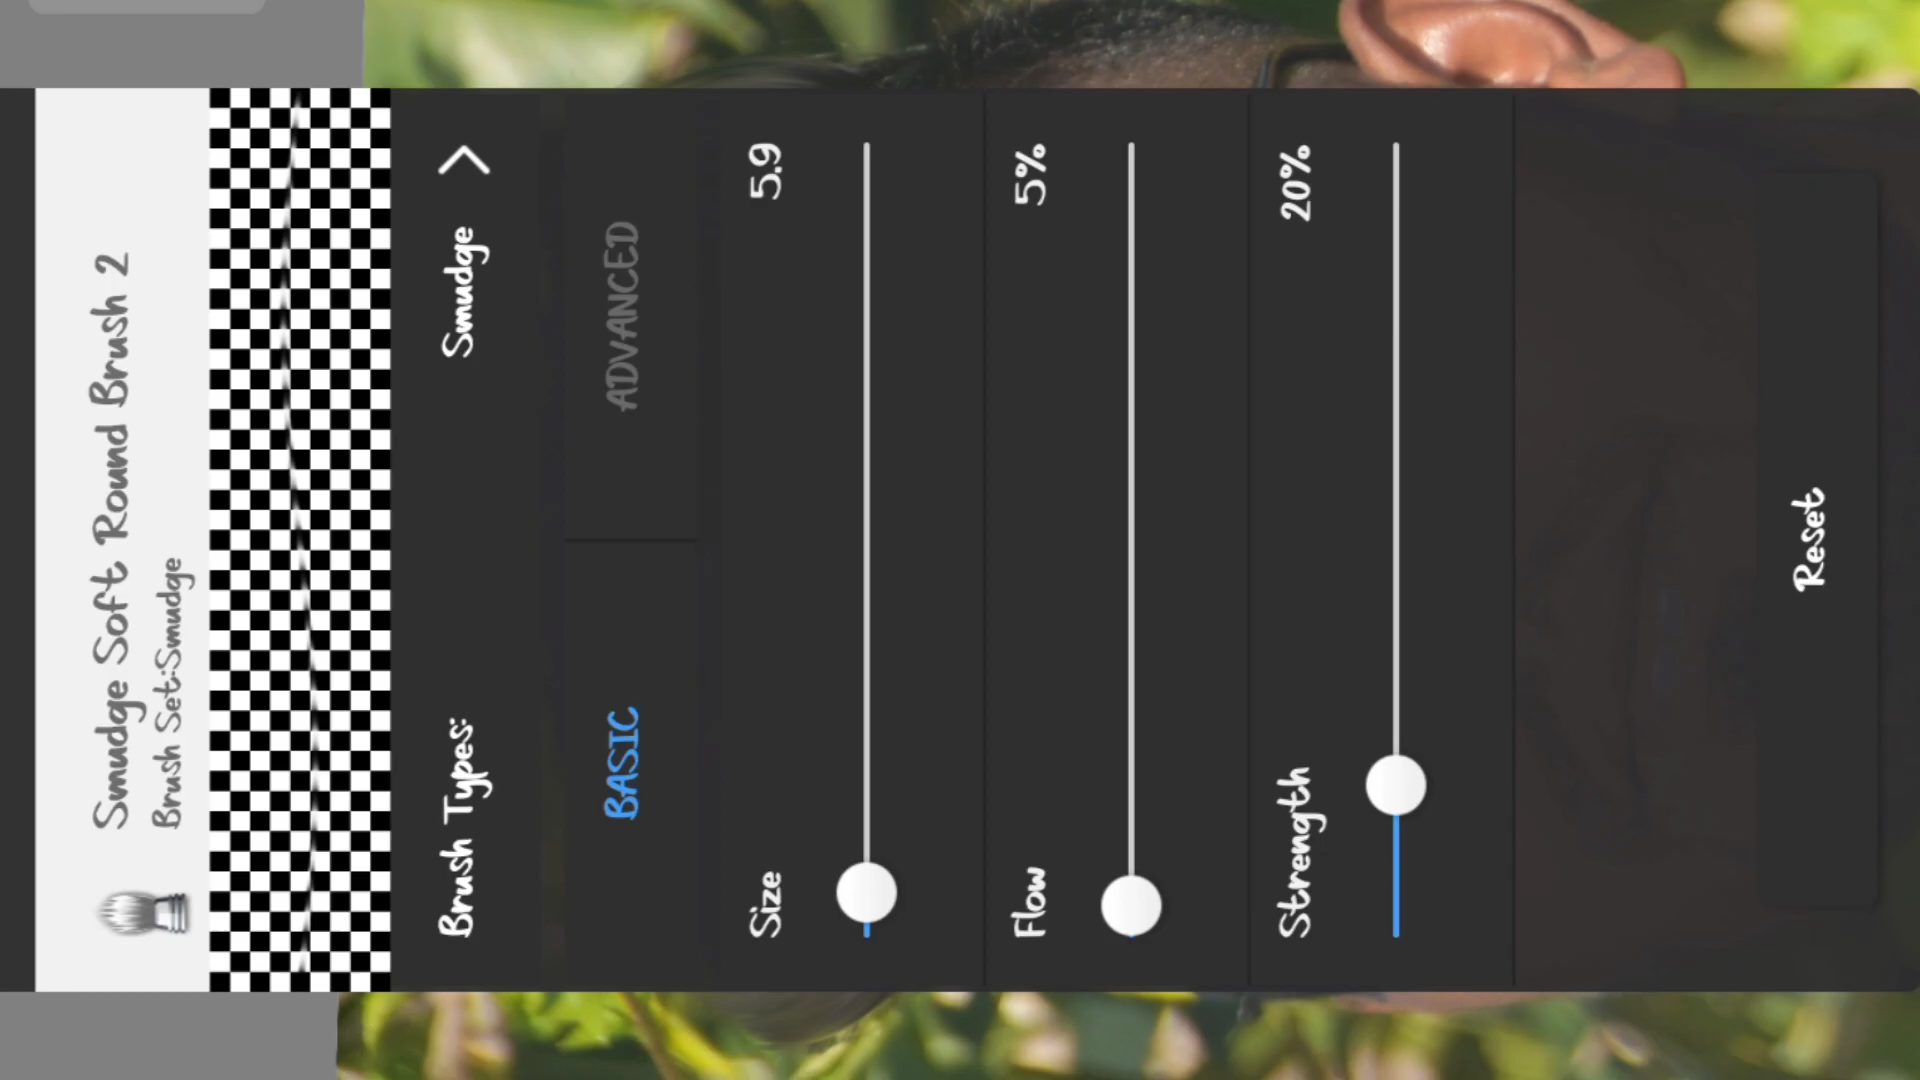 Smudge Soft Round Brush 2
Brush Set:Smudge
Brush Types: Smudge
BASIC ADVANCED
Size 5.9
Flow 5%
Strength 20%
Reset